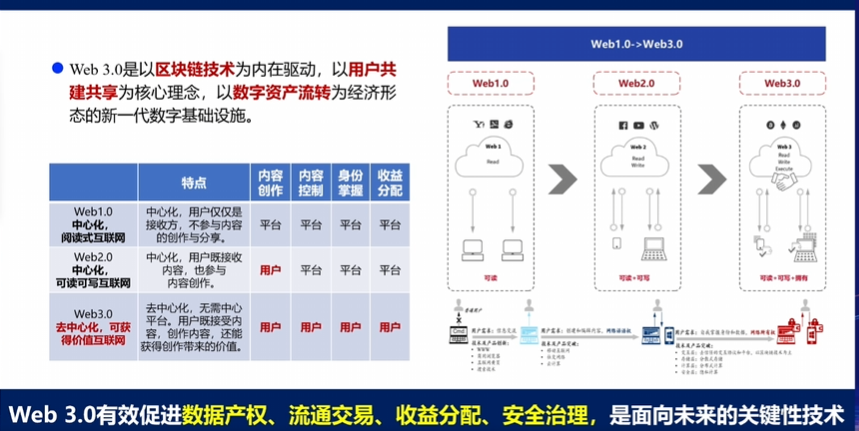 Web 3.0是以区块链技术为内在驱动，以用户共
建共享为核心理念，以数字资产流转为经济形
态的新一代数字基础设施。
特点 内容创作 内容控制 身份掌握 收益分配
Web1.0
中心化，
阅读式互联网
中心化，用户仅仅是
接收方，不参与内容
的创作与分享。
平台 平台 平台 平台
Web2.0
中心化，
可读可写互联网
中心化，用户既接收
内容，也参与
内容创作。
用户 平台 平台 平台
Web3.0
去中心化，可获
得价值互联网
去中心化，无需中心
平台。用户既接受内
容，创作内容，还能
获得创作带来的价值。
用户 用户 用户 用户
Web1.0->Web3.0
Web1.0 Web2.0 Web3.0
Web 1
Read
Web 2
Read
Write
Web 3
Read
Write
Execute
可读 可读+可写 可读+可写+拥有
Web 3.0有效促进数据产权、流通交易、收益分配、安全治理，是面向未来的关键性技术